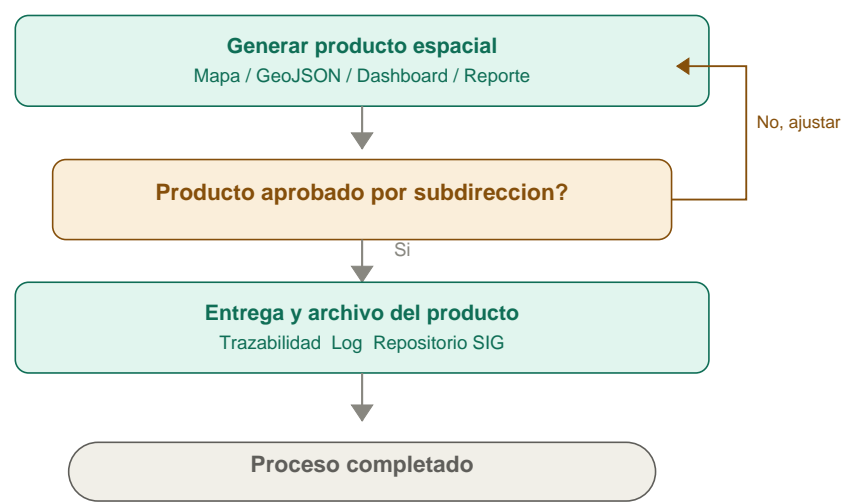 Generar producto espacial
Mapa / GeoJSON / Dashboard / Reporte
No, ajustar
Producto aprobado por subdireccion?
Si
Entrega y archivo del producto
Trazabilidad  Log  Repositorio SIG
Proceso completado